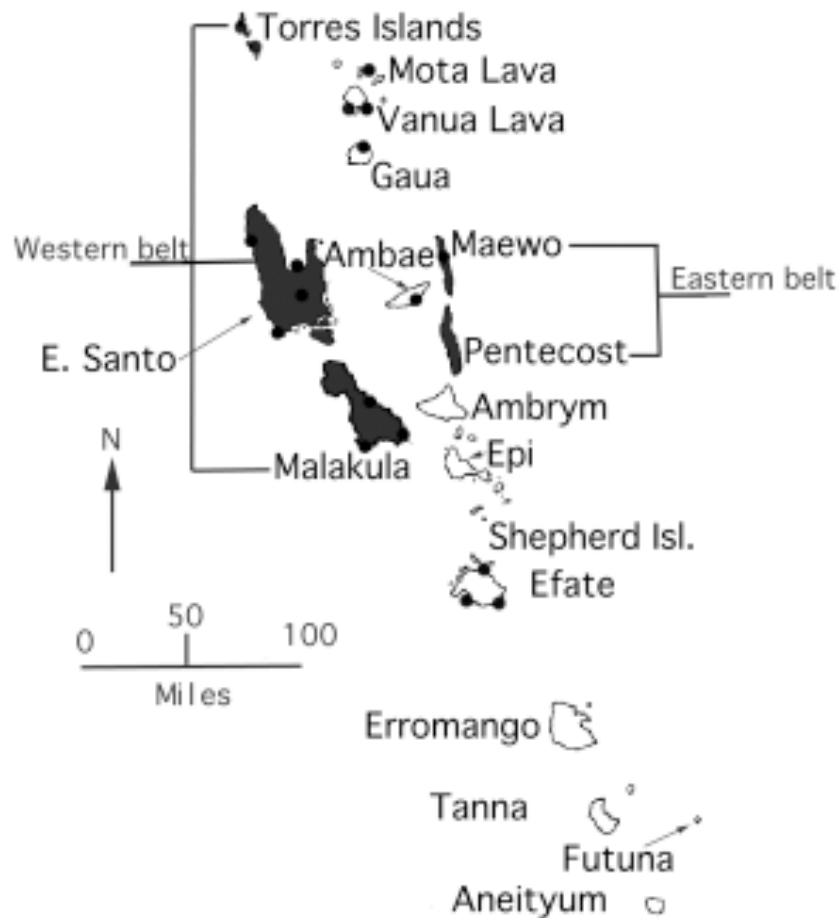 Torres Islands
Mota Lava
Vanua Lava
Gaua
Western belt
Ambae
Maewo
Eastern belt
E. Santo
Pentecost
Ambrym
N
Epi
Malakula
Shepherd Isl.
Efate
0 50 100
Miles
Erromango
Tanna
Futuna
Aneityum